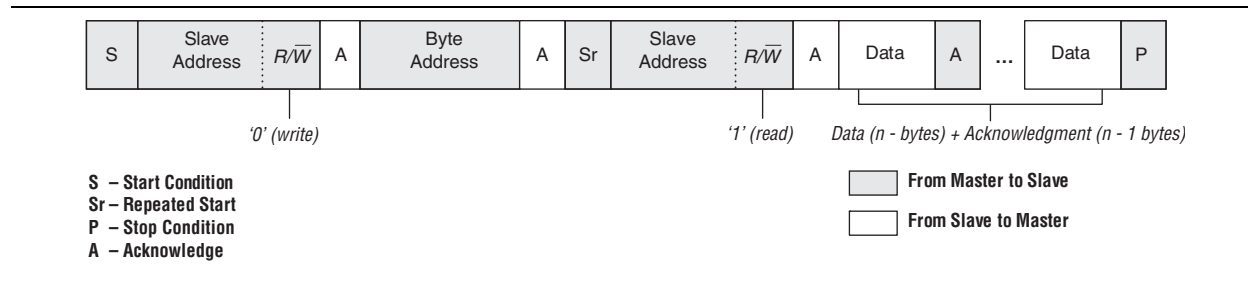 S Slave Address R/W̅ A Byte Address A Sr Slave Address R/W̅ A Data A ... Data P
‘0’ (write) ‘1’ (read) Data (n - bytes) + Acknowledgment (n - 1 bytes)
S – Start Condition
Sr – Repeated Start
P – Stop Condition
A – Acknowledge
From Master to Slave
From Slave to Master